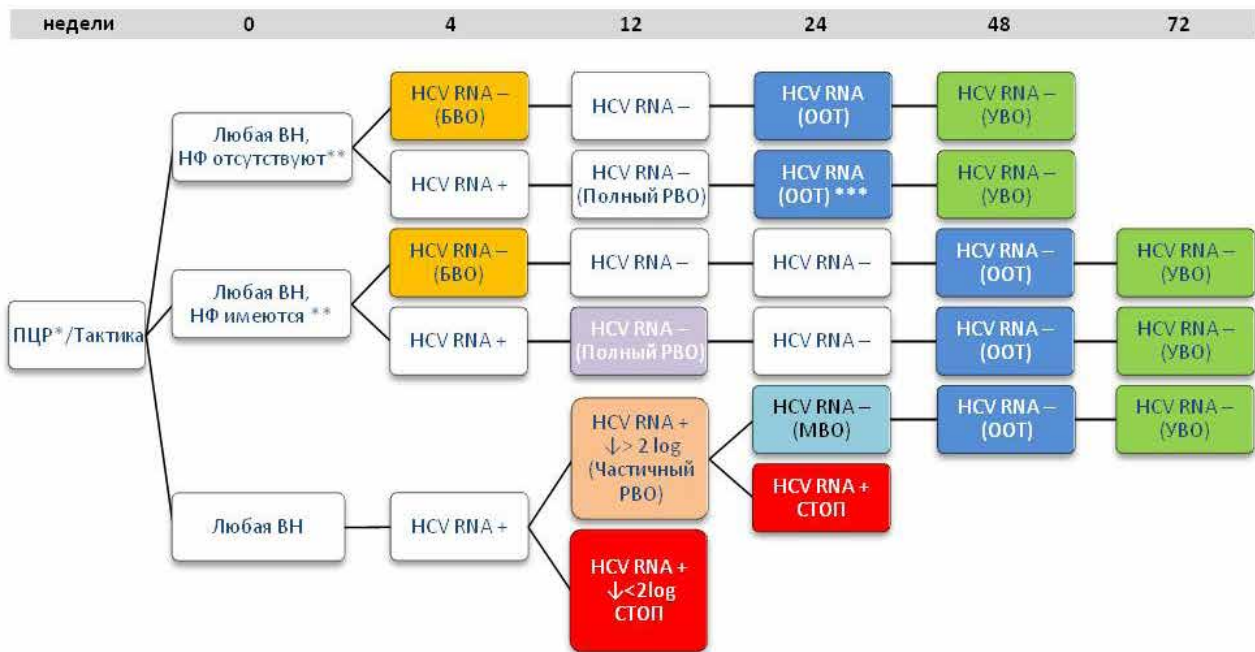 недели 0 4 12 24 48 72
HCV RNA –
(БВО)
HCV RNA –
HCV RNA
(ООТ)
HCV RNA –
(УВО)
Любая ВН,
НФ отсутствуют**
HCV RNA +
HCV RNA –
(Полный РВО)
HCV RNA
(ООТ) ***
HCV RNA –
(УВО)
HCV RNA –
(БВО)
HCV RNA –
HCV RNA –
HCV RNA –
(ООТ)
HCV RNA –
(УВО)
Любая ВН,
НФ имеются **
ПЦР*/Тактика
HCV RNA +
HCV RNA –
(Полный РВО)
HCV RNA –
HCV RNA –
(ООТ)
HCV RNA –
(УВО)
HCV RNA +
↓> 2 log
(Частичный
РВО)
HCV RNA –
(МВО)
HCV RNA –
(ООТ)
HCV RNA –
(УВО)
HCV RNA +
СТОП
Любая ВН
HCV RNA +
HCV RNA +
↓<2log
СТОП